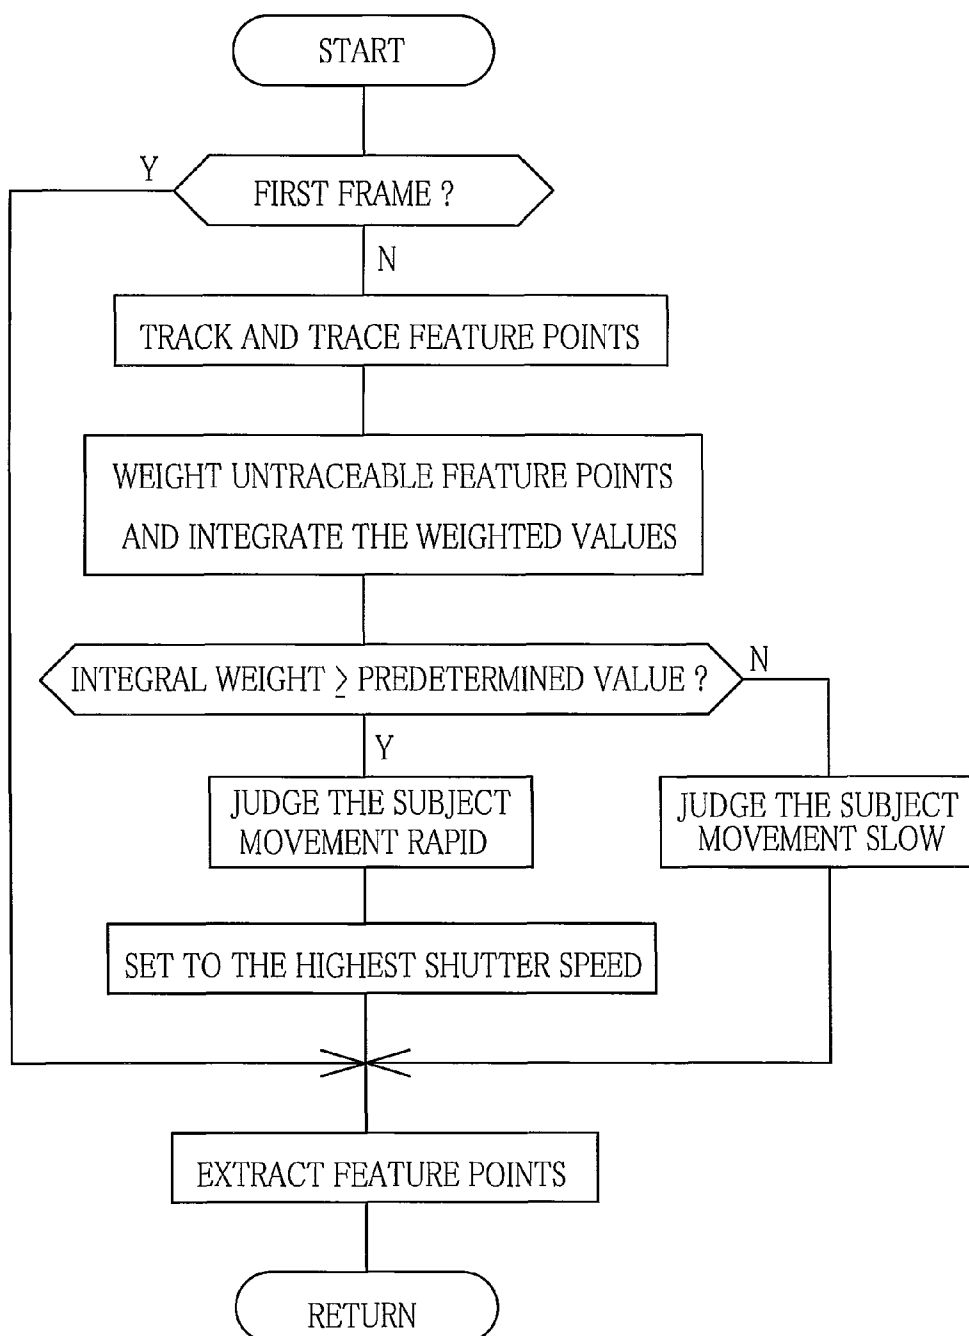 START
Y
FIRST FRAME ?
N
TRACK AND TRACE FEATURE POINTS
WEIGHT UNTRACEABLE FEATURE POINTS
AND INTEGRATE THE WEIGHTED VALUES
INTEGRAL WEIGHT ≥ PREDETERMINED VALUE ?
N
Y
JUDGE THE SUBJECT
MOVEMENT RAPID
JUDGE THE SUBJECT
MOVEMENT SLOW
SET TO THE HIGHEST SHUTTER SPEED
EXTRACT FEATURE POINTS
RETURN